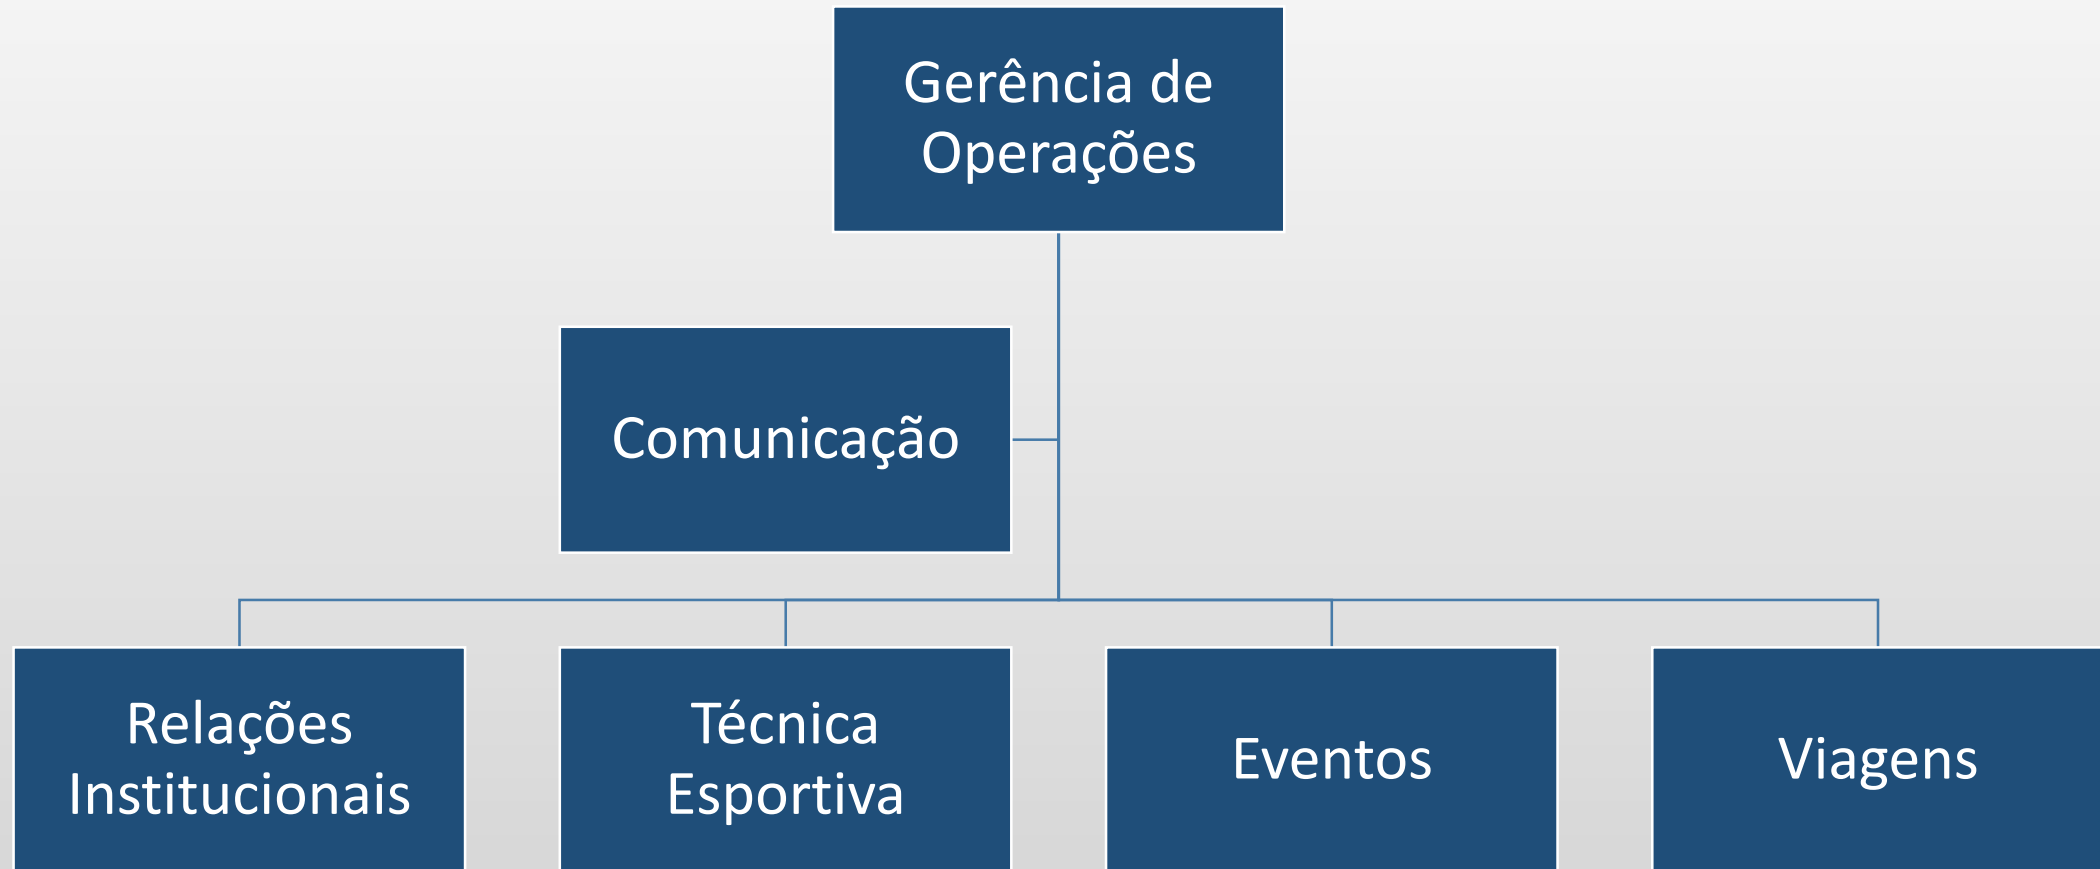 Gerência de
Operações
Comunicação
Relações
Institucionais
Técnica
Esportiva
Eventos
Viagens